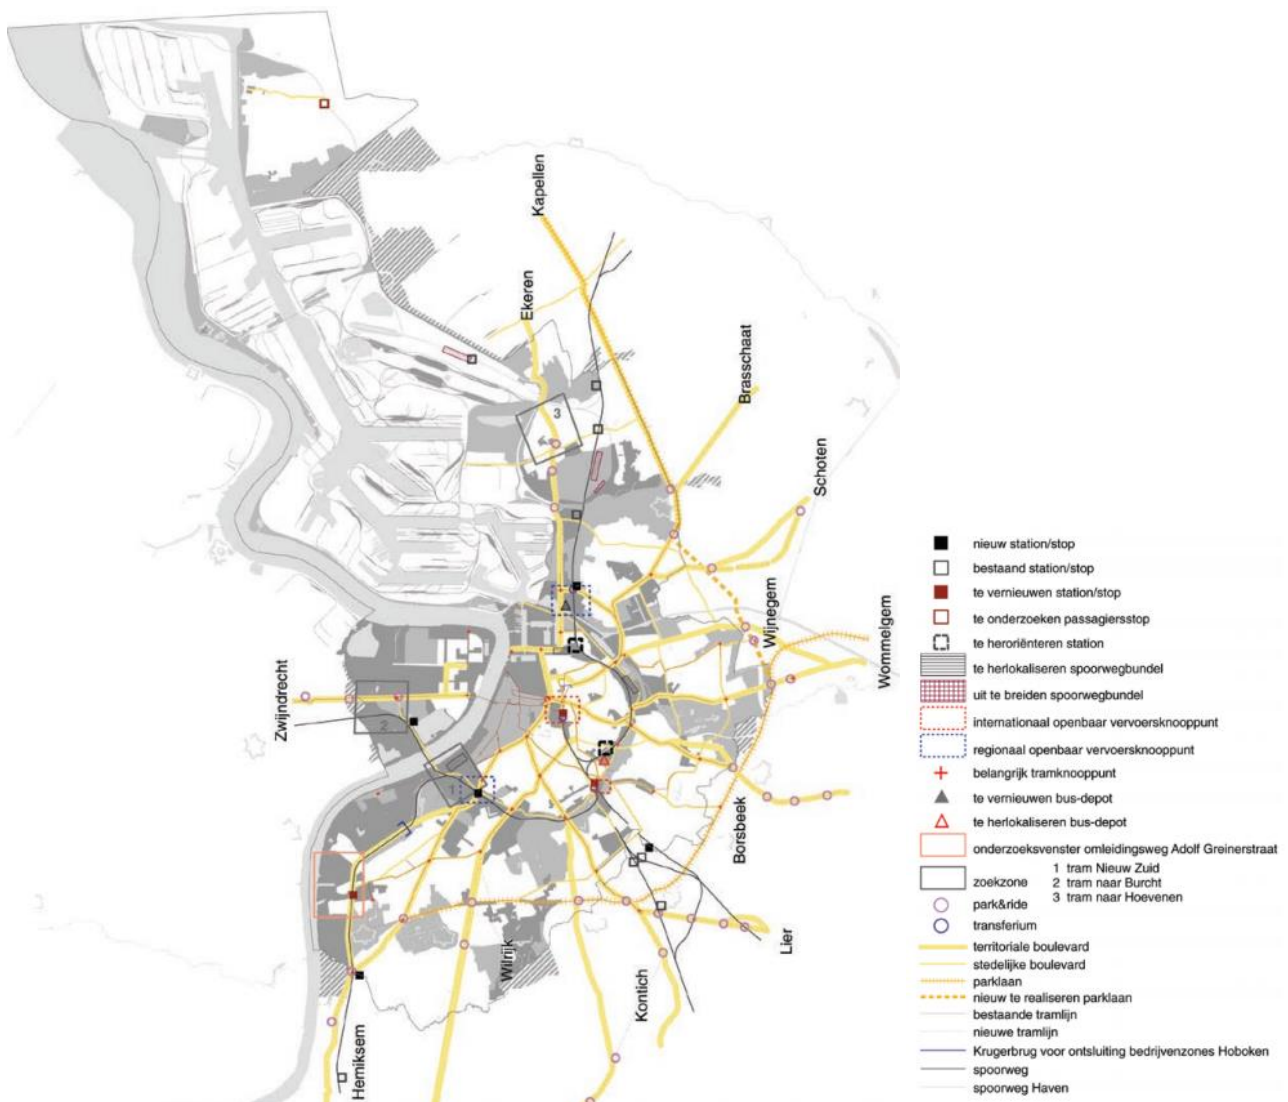 Kapellen
Ekeren
Brasschaat
3
Schoten
Wijnegem
Wommelgem
Zwijndrecht
2
1
Borsbeek
Wilrijk
Lier
Kontich
Hemiksem
nieuw station/stop
bestaand station/stop
te vernieuwen station/stop
te onderzoeken passagiersstop
te heroriënteren station
te herlokaliseren spoorwegbundel
uit te breiden spoorwegbundel
internationaal openbaar vervoersknooppunt
regionaal openbaar vervoersknooppunt
belangrijk tramknooppunt
te vernieuwen bus-depot
te herlokaliseren bus-depot
onderzoeksvenster omleidingsweg Adolf Greinerstraat
zoekzone
1 tram Nieuw Zuid
2 tram naar Burcht
3 tram naar Hoevenen
park&ride
transferium
territoriale boulevard
stedelijke boulevard
parklaan
nieuw te realiseren parklaan
bestaande tramlijn
nieuwe tramlijn
Krugerbrug voor ontsluiting bedrijvenzones Hoboken
spoorweg
spoorweg Haven